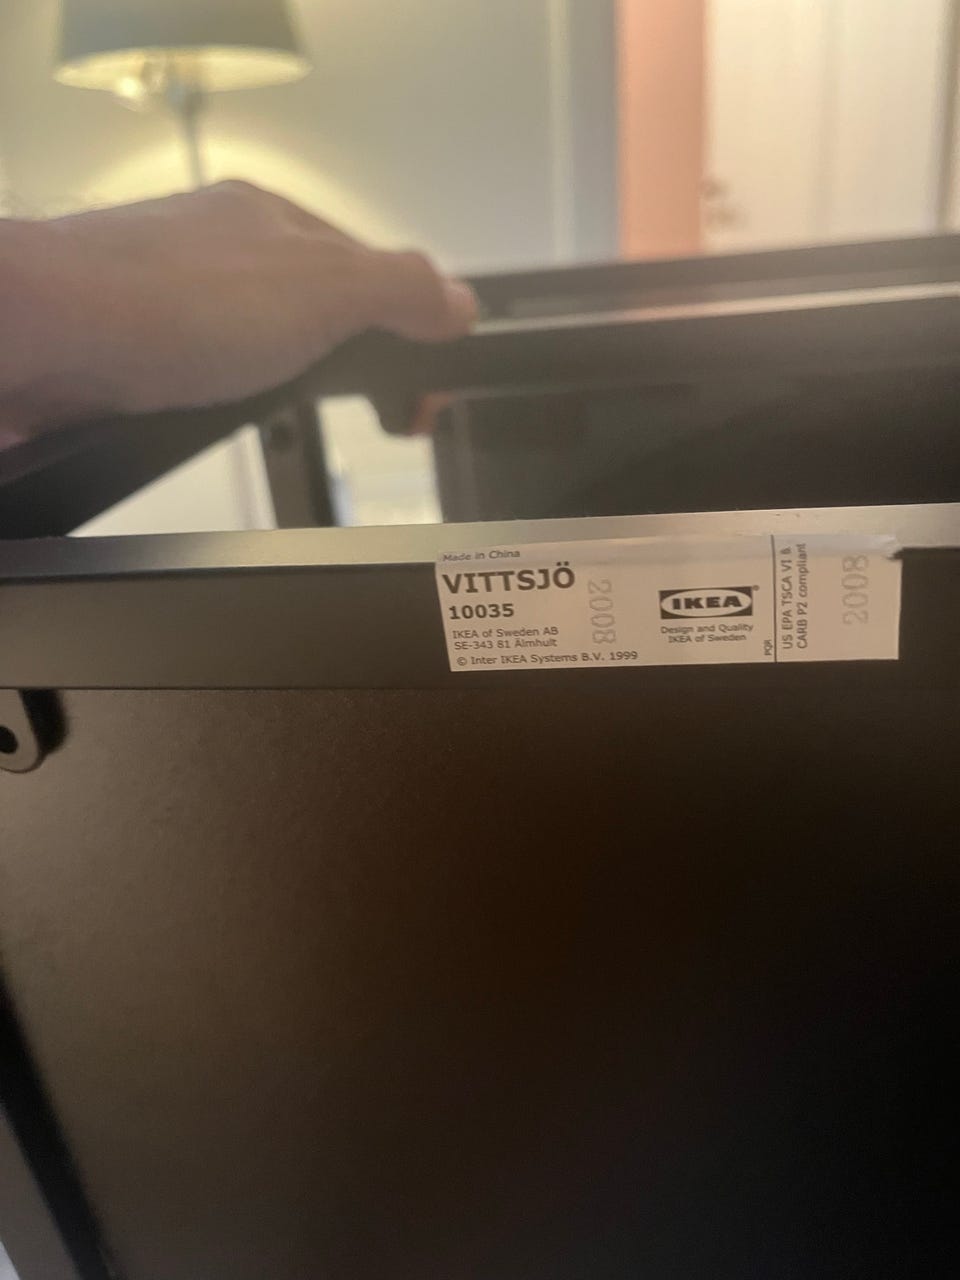 Made in China
VITTSJÖ
10035
IKEA of Sweden AB
SE-343 81 Älmhult
© Inter IKEA Systems B.V. 1999
2008
IKEA®
Design and Quality
IKEA of Sweden
PQR
US EPA TSCA VI &
CARB P2 compliant
2008